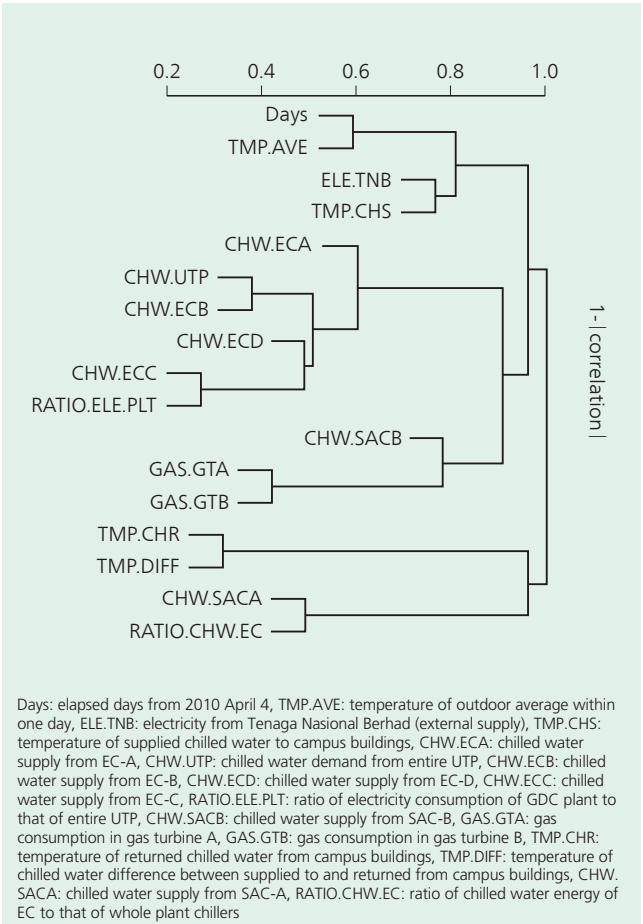 0.2 0.4 0.6 0.8 1.0
Days
TMP.AVE
ELE.TNB
TMP.CHS
CHW.ECA
CHW.UTP
CHW.ECB
CHW.ECD
CHW.ECC
RATIO.ELE.PLT
CHW.SACB
GAS.GTA
GAS.GTB
TMP.CHR
TMP.DIFF
CHW.SACA
RATIO.CHW.EC
1- | correlation |
Days: elapsed days from 2010 April 4, TMP.AVE: temperature of outdoor average within
one day, ELE.TNB: electricity from Tenaga Nasional Berhad (external supply), TMP.CHS:
temperature of supplied chilled water to campus buildings, CHW.ECA: chilled water
supply from EC-A, CHW.UTP: chilled water demand from entire UTP, CHW.ECB: chilled
water supply from EC-B, CHW.ECD: chilled water supply from EC-D, CHW.ECC: chilled
water supply from EC-C, RATIO.ELE.PLT: ratio of electricity consumption of GDC plant to
that of entire UTP, CHW.SACB: chilled water supply from SAC-B, GAS.GTA: gas
consumption in gas turbine A, GAS.GTB: gas consumption in gas turbine B, TMP.CHR:
temperature of returned chilled water from campus buildings, TMP.DIFF: temperature of
chilled water difference between supplied to and returned from campus buildings, CHW.
SACA: chilled water supply from SAC-A, RATIO.CHW.EC: ratio of chilled water energy of
EC to that of whole plant chillers